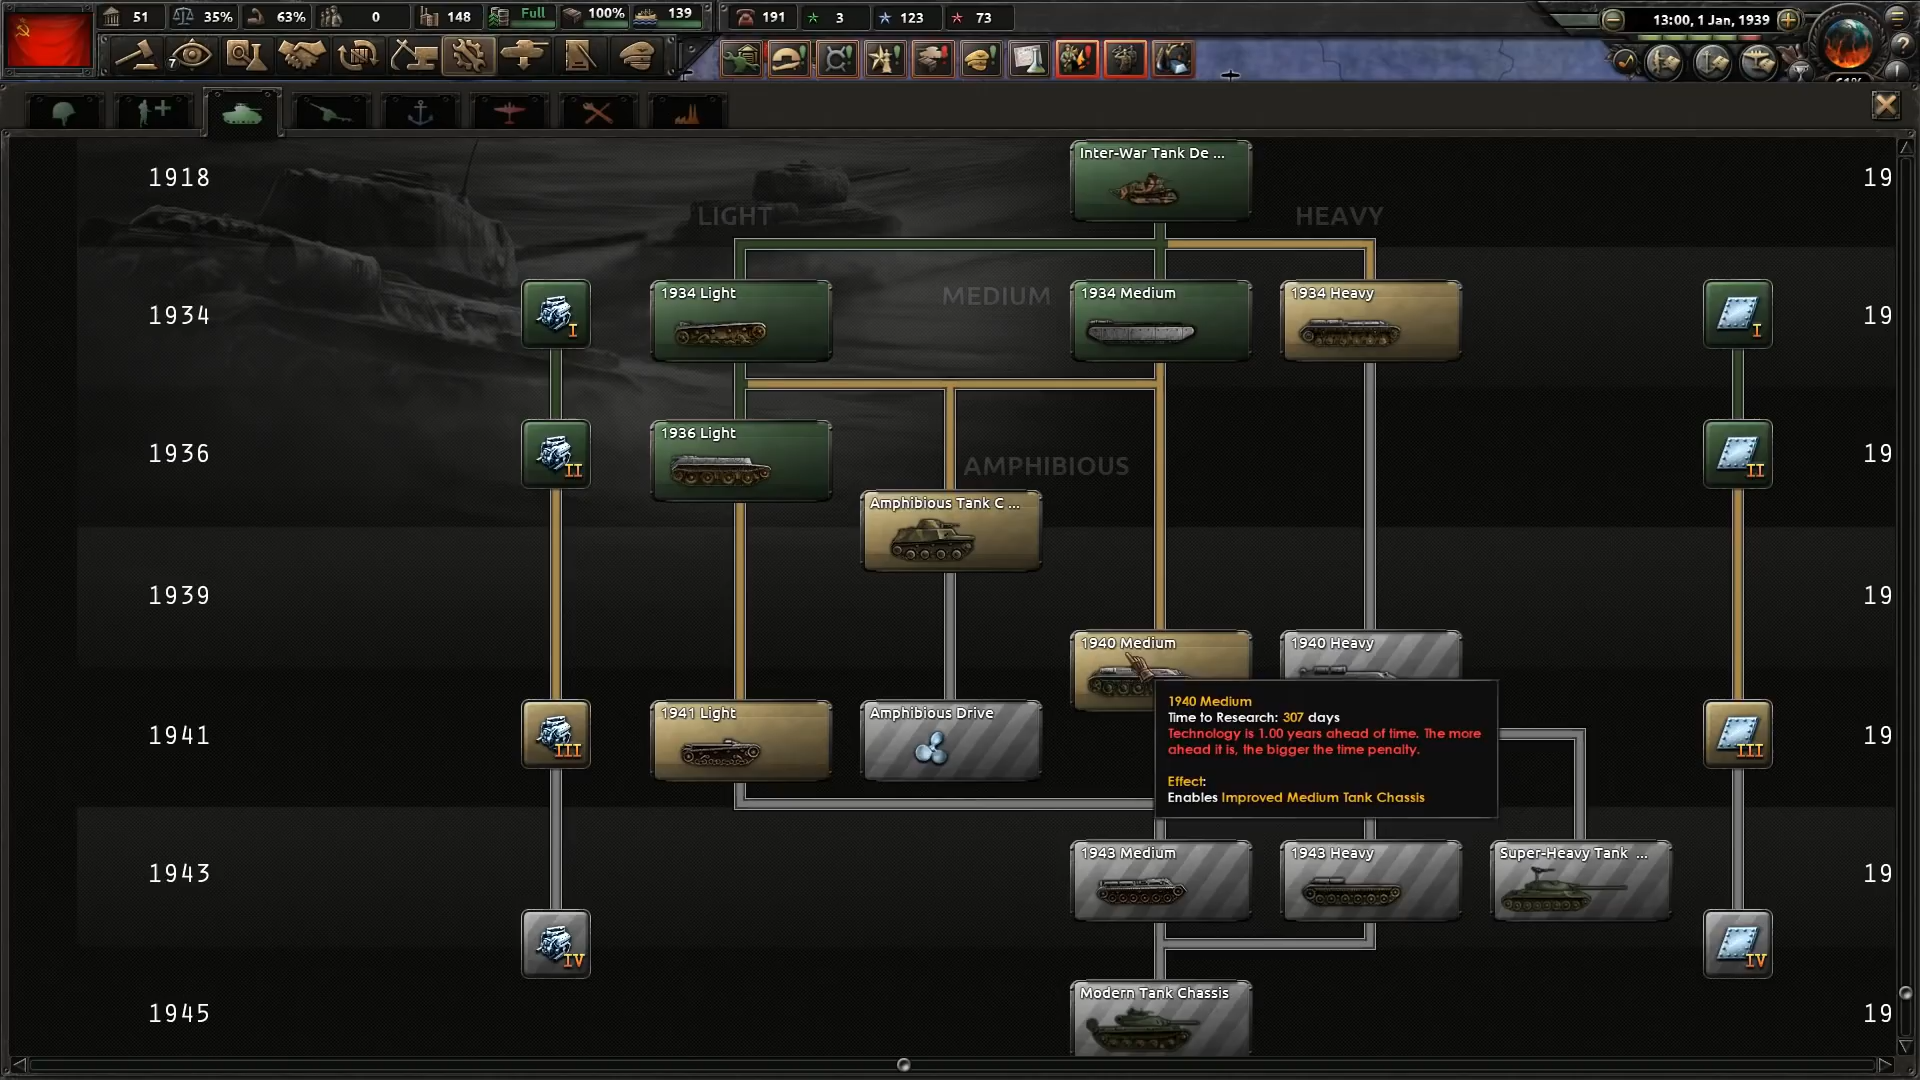 51 35% 63% 0 148 Full 100% 139 191 3 123 73 13:00, 1 Jan, 1939
7
Inter-War Tank De ...
1918 19
LIGHT HEAVY
1934 Light 1934 Medium 1934 Heavy
MEDIUM
1934 I I 19
1936 Light
1936 II II 19
AMPHIBIOUS
Amphibious Tank C ...
1939 19
1940 Medium 1940 Heavy
1940 Medium
1941 Light Amphibious Drive
Time to Research: 307 days
1941 III III 19
Technology is 1.00 years ahead of time. The more
ahead it is, the bigger the time penalty.
Effect:
Enables Improved Medium Tank Chassis
1943 Medium 1943 Heavy Super-Heavy Tank ...
1943 19
IV IV
Modern Tank Chassis
1945 19